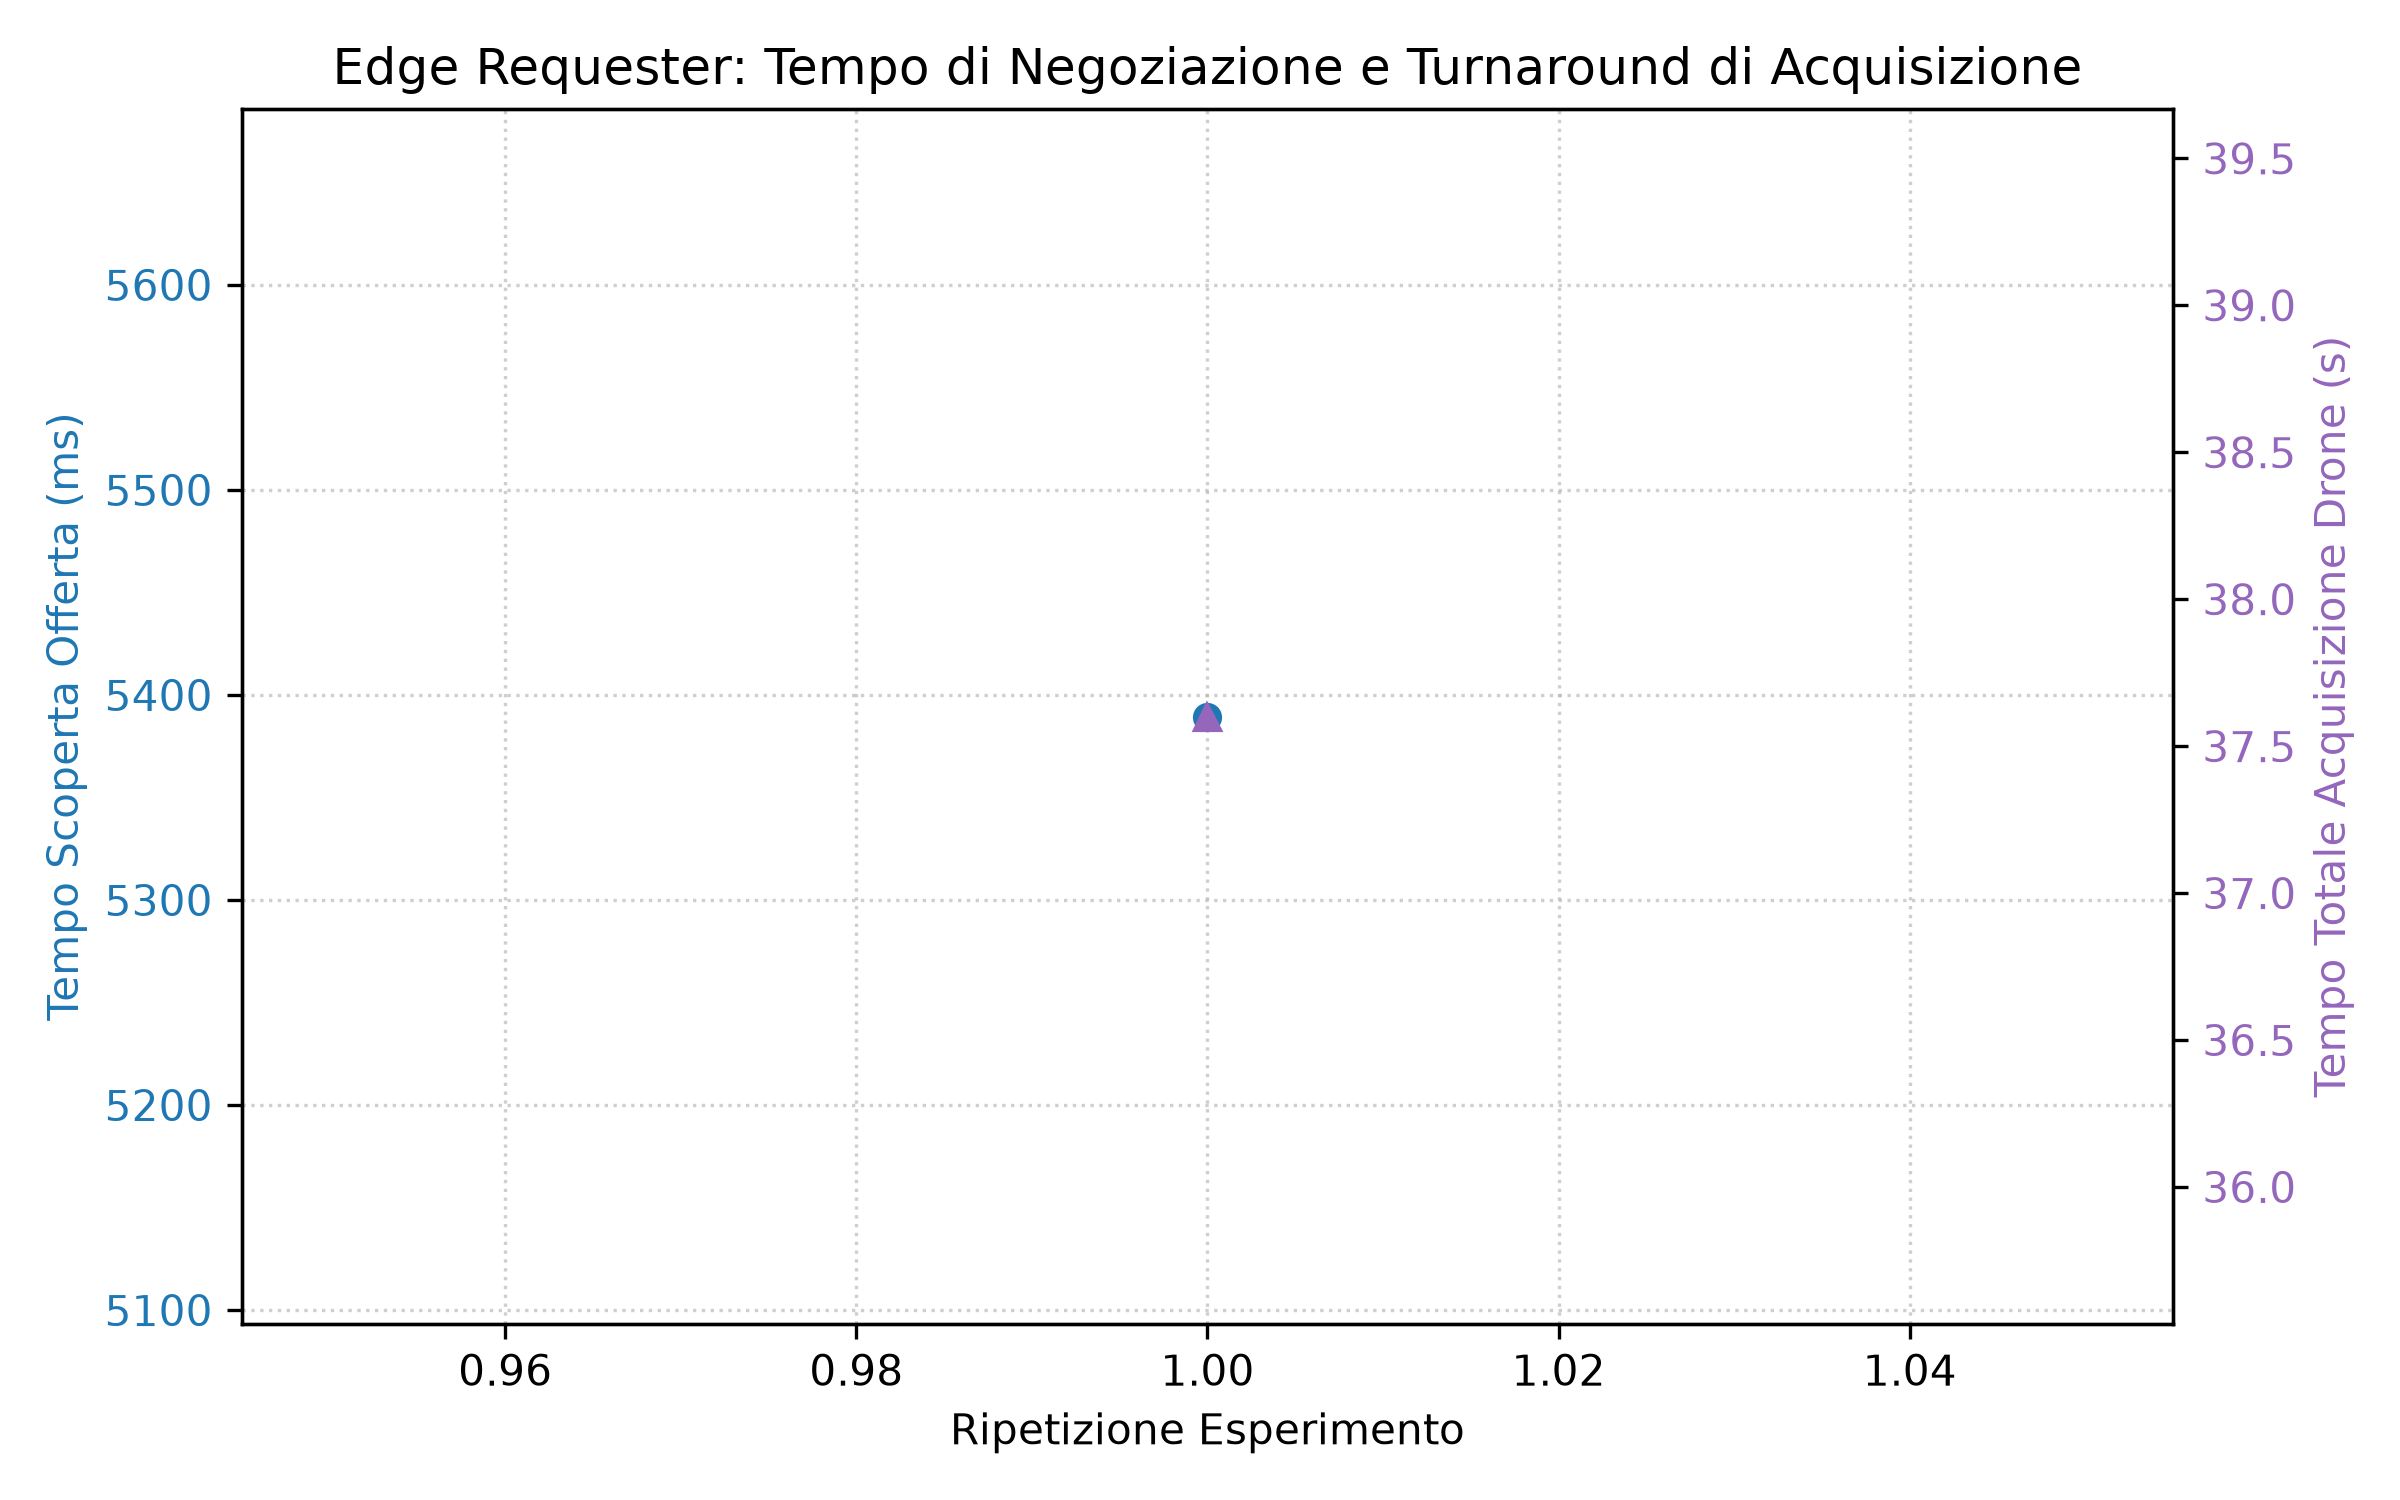 Edge Requester: Tempo di Negoziazione e Turnaround di Acquisizione
Tempo Scoperta Offerta (ms)
5600
5500
5400
5300
5200
5100
39.5
39.0
38.5
38.0
37.5
37.0
36.5
36.0
Tempo Totale Acquisizione Drone (s)
0.96 0.98 1.00 1.02 1.04
Ripetizione Esperimento